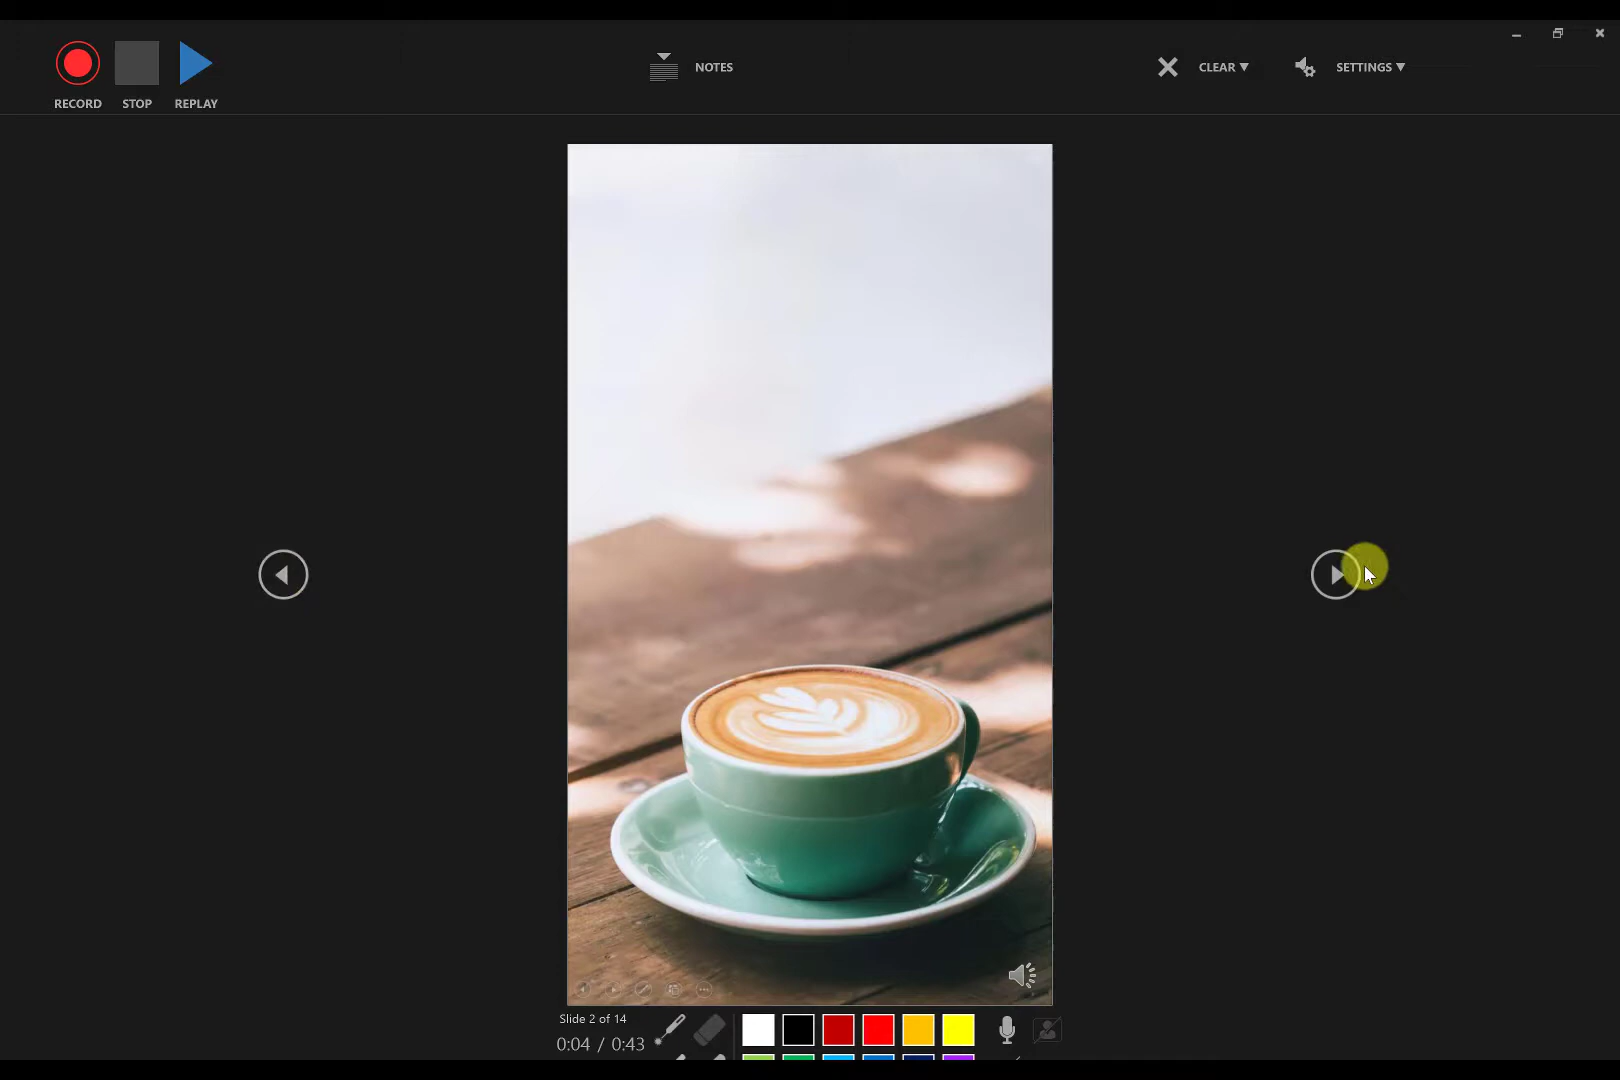 RECORD
STOP
REPLAY
NOTES
CLEAR
SETTINGS
Slide 2 of 14
0:04 / 0:43